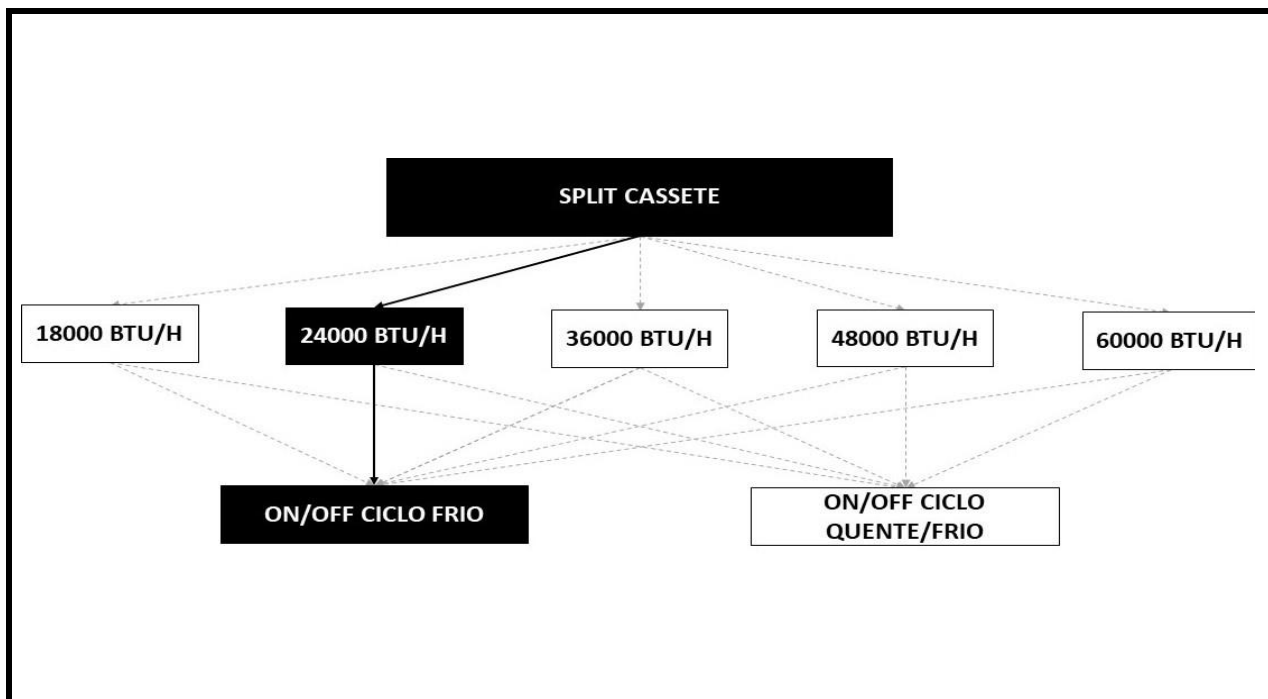 SPLIT CASSETE
18000 BTU/H
24000 BTU/H
36000 BTU/H
48000 BTU/H
60000 BTU/H
ON/OFF CICLO FRIO
ON/OFF CICLO
QUENTE/FRIO